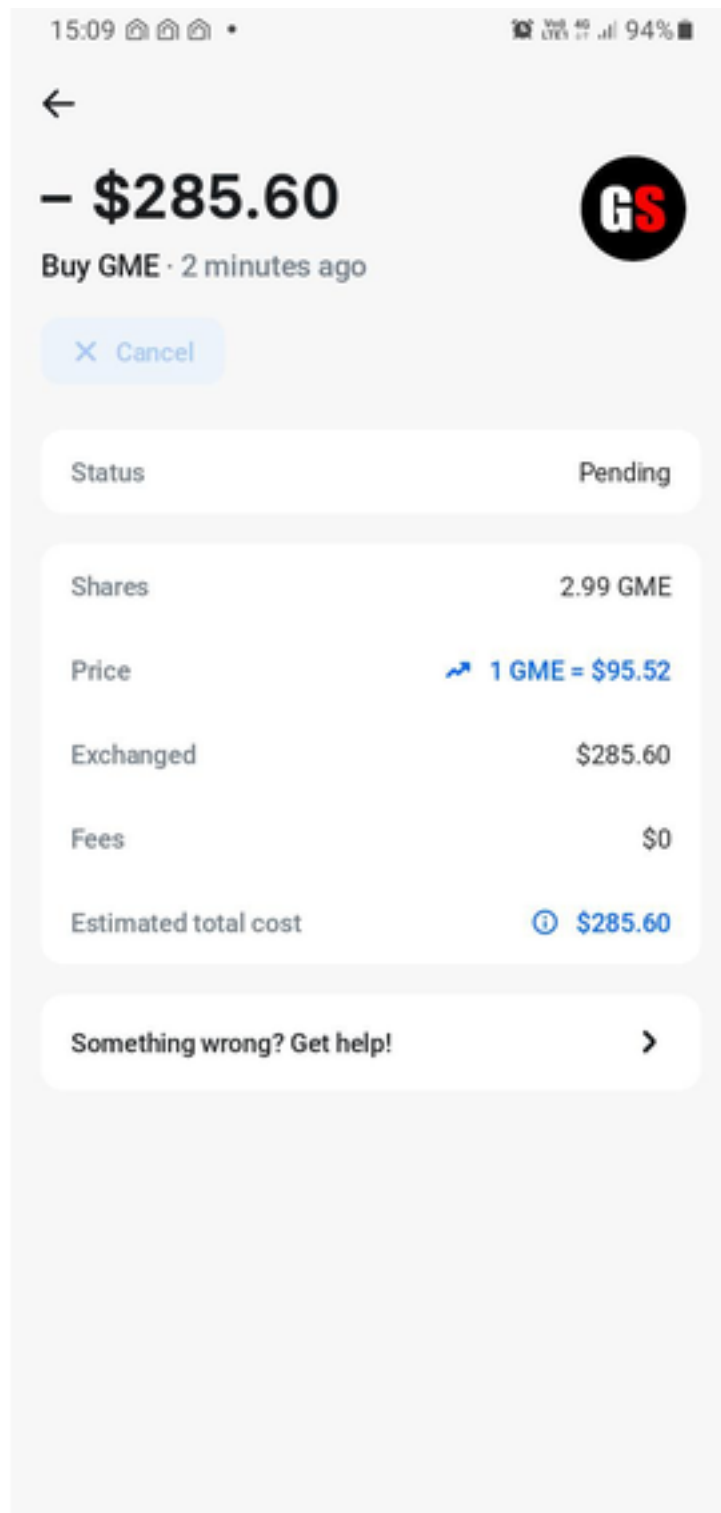 15:09 94%
– $285.60
GS
Buy GME · 2 minutes ago
× Cancel
Status Pending
Shares 2.99 GME
Price 1 GME = $95.52
Exchanged $285.60
Fees $0
Estimated total cost $285.60
Something wrong? Get help!